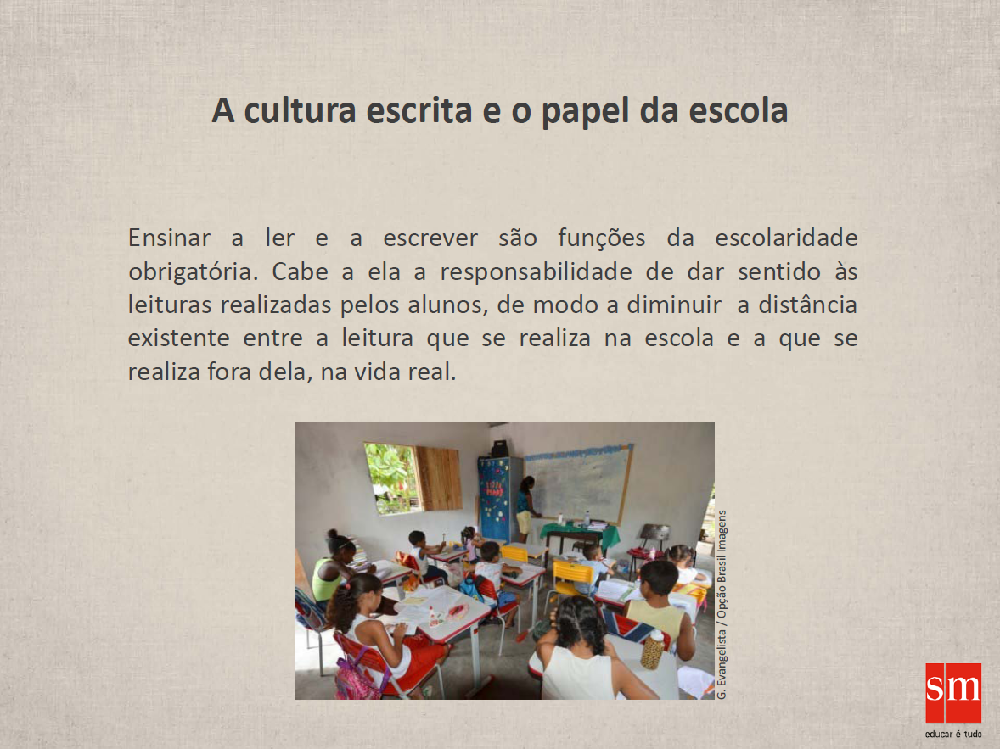 A cultura escrita e o papel da escola
Ensinar a ler e a escrever são funções da escolaridade
obrigatória. Cabe a ela a responsabilidade de dar sentido às
leituras realizadas pelos alunos, de modo a diminuir a distância
existente entre a leitura que se realiza na escola e a que se
realiza fora dela, na vida real.
G. Evangelista / Opção Brasil Imagens
sm
educar é tudo